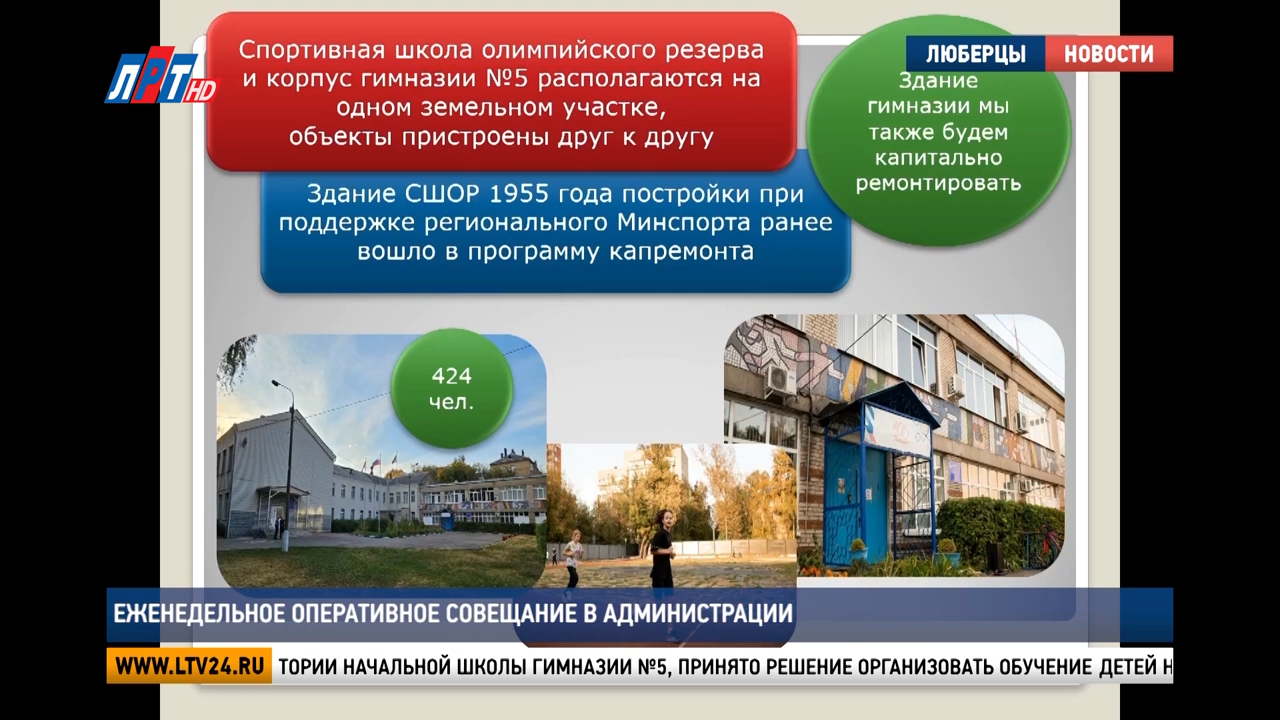 ЛРТHD
ЛЮБЕРЦЫ НОВОСТИ
Спортивная школа олимпийского резерва
и корпус гимназии №5 располагаются на
одном земельном участке,
объекты пристроены друг к другу
Здание
гимназии мы
также будем
капитально
ремонтировать
Здание СШОР 1955 года постройки при
поддержке регионального Минспорта ранее
вошло в программу капремонта
424
чел.
ЕЖЕНЕДЕЛЬНОЕ ОПЕРАТИВНОЕ СОВЕЩАНИЕ В АДМИНИСТРАЦИИ
WWW.LTV24.RU ТОРИИ НАЧАЛЬНОЙ ШКОЛЫ ГИМНАЗИИ №5, ПРИНЯТО РЕШЕНИЕ ОРГАНИЗОВАТЬ ОБУЧЕНИЕ ДЕТЕЙ Н